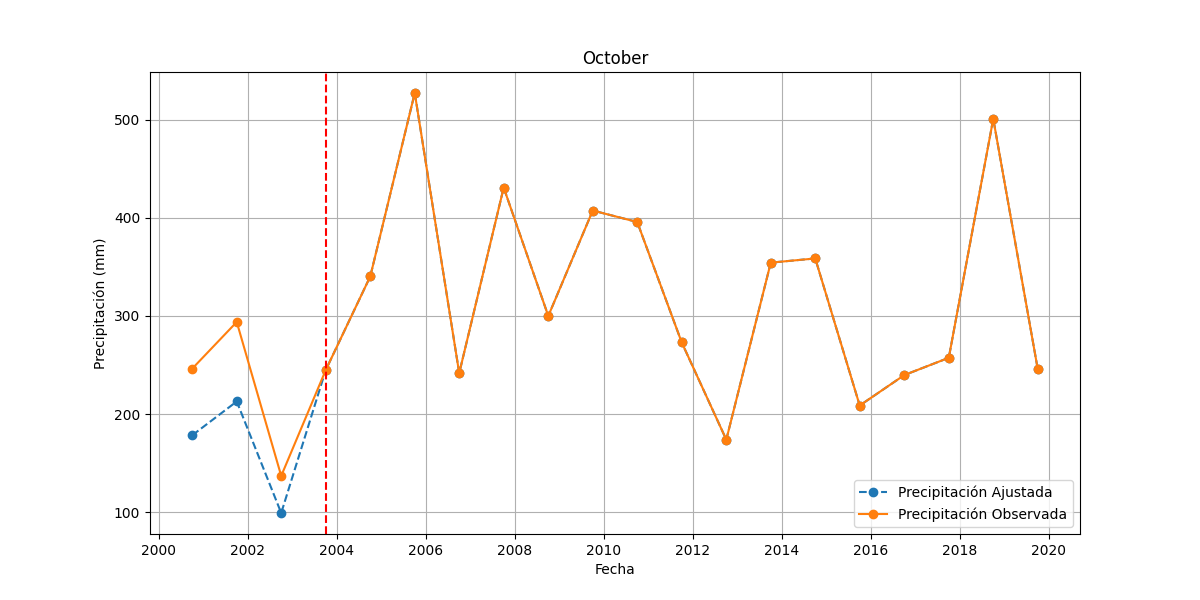 October
500
400
300
200
100
Precipitación (mm)
2000 2002 2004 2006 2008 2010 2012 2014 2016 2018 2020
Fecha
Precipitación Ajustada
Precipitación Observada